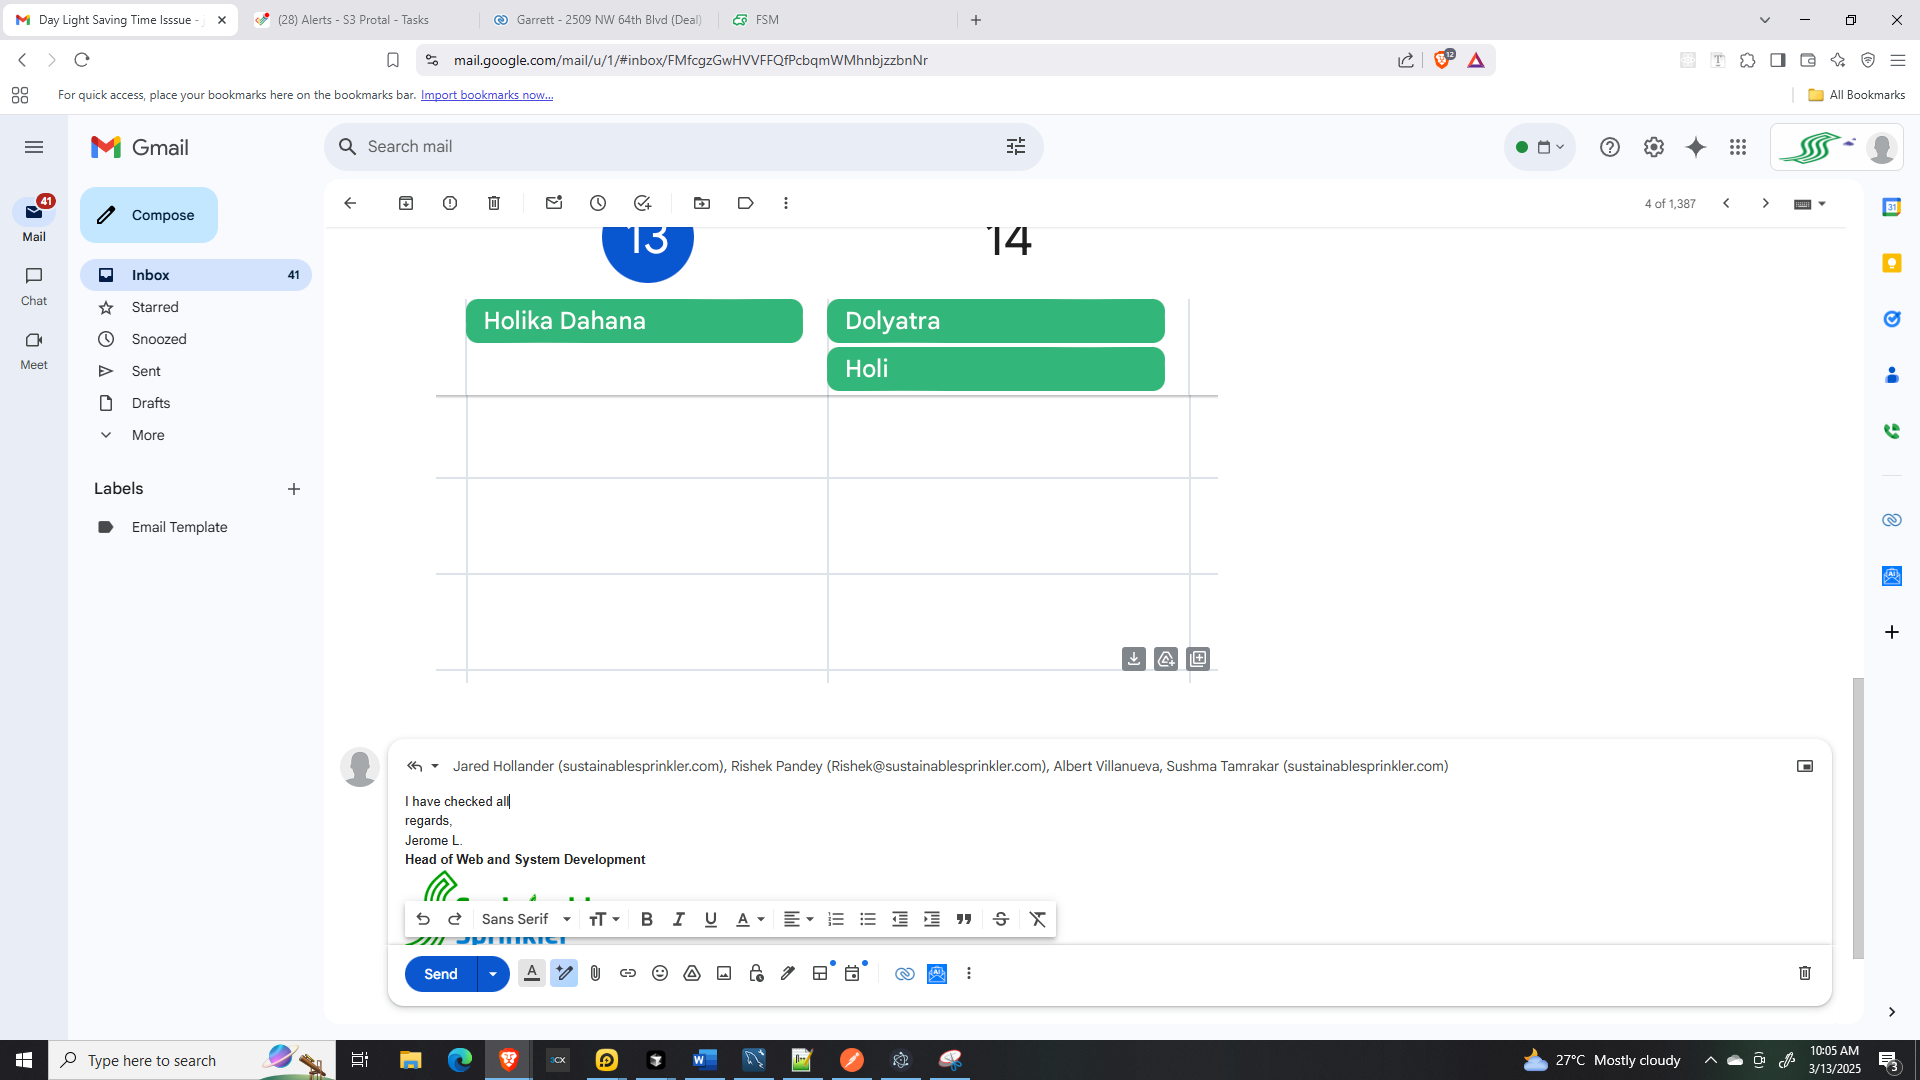 Day Light Saving Time Isssue -
(28) Alerts - S3 Protal - Tasks
Garrett - 2509 NW 64th Blvd (Deal)
FSM
mail.google.com/mail/u/1/#inbox/FMfcgzGwHVVFFQfPcbqmWMhnbjzzbnNr
12
For quick access, place your bookmarks here on the bookmarks bar. Import bookmarks now...
All Bookmarks
Gmail
Search mail
41
Mail
Chat
Meet
Compose
Inbox 41
Starred
Snoozed
Sent
Drafts
More
Labels
Email Template
4 of 1,387
13
14
Holika Dahana
Dolyatra
Holi
31
Jared Hollander (sustainablesprinkler.com), Rishek Pandey (Rishek@sustainablesprinkler.com), Albert Villanueva, Sushma Tamrakar (sustainablesprinkler.com)
I have checked all
regards,
Jerome L.
Head of Web and System Development
Sans Serif
Send
Type here to search
27°C Mostly cloudy
10:05 AM
3/13/2025
3